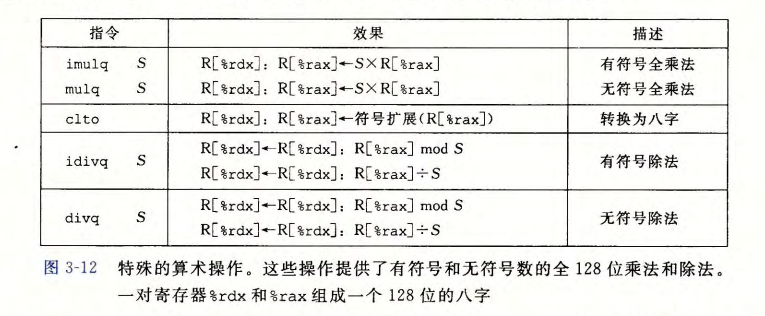 指令 效果 描述
imulq S R[%rdx]：R[%rax]←S×R[%rax] 有符号全乘法
mulq S R[%rdx]：R[%rax]←S×R[%rax] 无符号全乘法
clto R[%rdx]：R[%rax]←符号扩展(R[%rax]) 转换为八字
R[%rdx]←R[%rdx]：R[%rax] mod S
idivq S 有符号除法
R[%rdx]←R[%rdx]：R[%rax]÷S
R[%rdx]←R[%rdx]：R[%rax] mod S
divq S 无符号除法
R[%rdx]←R[%rdx]：R[%rax]÷S
图 3-12 特殊的算术操作。这些操作提供了有符号和无符号数的全 128 位乘法和除法。
一对寄存器%rdx 和%rax 组成一个 128 位的八字